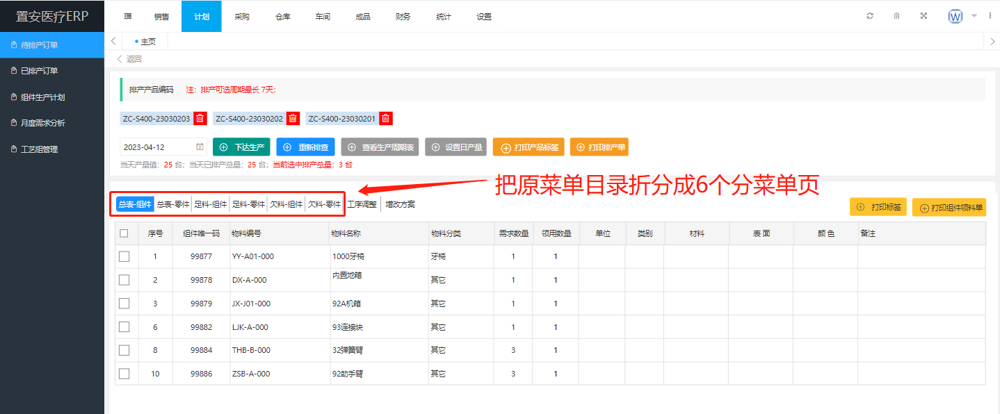 置安医疗ERP
销售 计划 采购 仓库 车间 成品 财务 统计 设置
W
待排产订单
已排产订单
组件生产计划
月度需求分析
工艺组管理
主页
返回
排产产品编码 注: 排产可选周期最长 7天;
ZC-S400-23030203 ZC-S400-23030202 ZC-S400-23030201
2023-04-12 下达生产 重新排查 查看生产周期表 设置日产量 打印产品标签 打印排产单
当天产量值: 25 台; 当天已排产总量: 25 台; 当前选中排产总量: 3 台
把原菜单目录折分成6个分菜单页
总表-组件 总表-零件 足料-组件 足料-零件 欠料-组件 欠料-零件 工序调整 增改方案
打印标签 打印组件领料单
序号 组件唯一码 物料编号 物料名称 物料分类 需求数量 领用数量 单位 类别 材料 表 面 颜 色 备注
1 99877 YY-A01-000 1000牙椅 牙椅 1 1
2 99878 DX-A-000 内置地箱 其它 1 1
3 99879 JX-J01-000 92A机箱 其它 1 1
6 99882 LJK-A-000 93连接块 其它 1 1
8 99884 THB-B-000 32弹簧臂 其它 3 1
10 99886 ZSB-A-000 92助手臂 其它 3 1